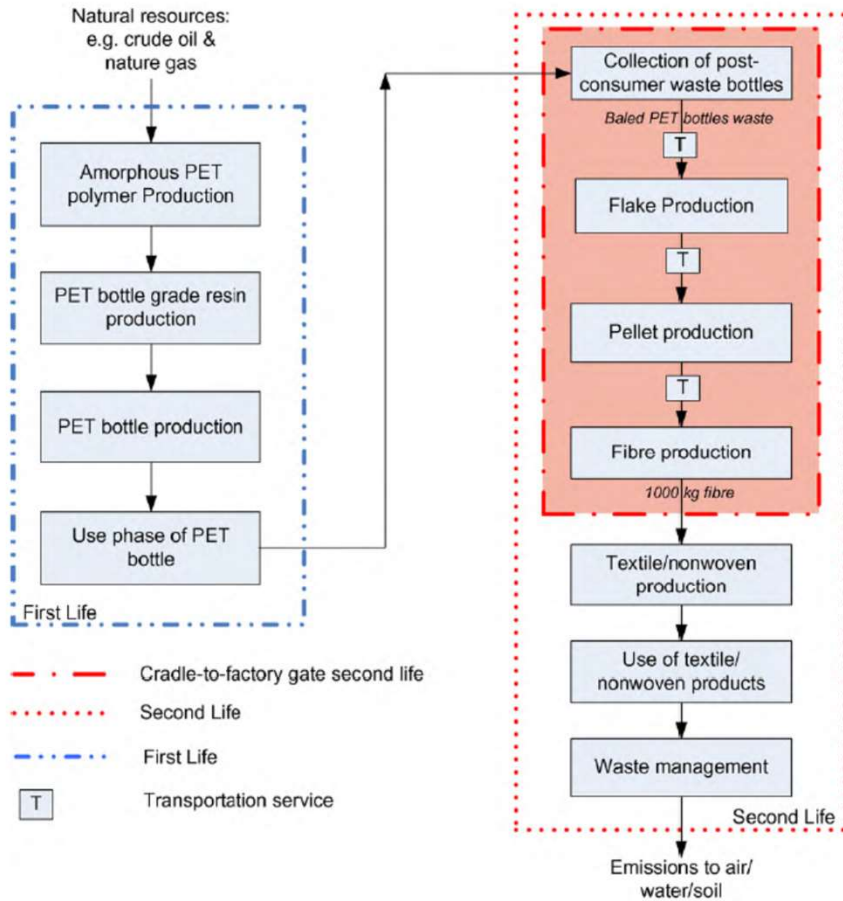 Natural resources:
e.g. crude oil &
nature gas
Amorphous PET
polymer Production
PET bottle grade resin
production
PET bottle production
Use phase of PET
bottle
First Life
Collection of post-
consumer waste bottles
Baled PET bottles waste
T
Flake Production
T
Pellet production
T
Fibre production
1000 kg fibre
Textile/nonwoven
production
Use of textile/
nonwoven products
Waste management
Second Life
Emissions to air/
water/soil
Cradle-to-factory gate second life
Second Life
First Life
T Transportation service